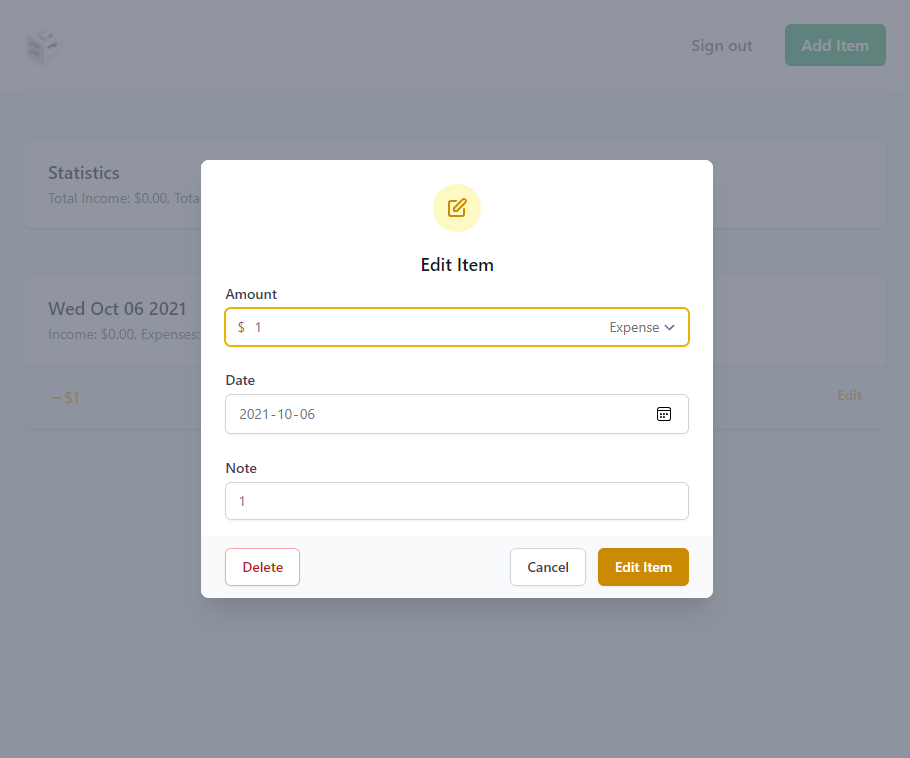 Sign out
Add Item
Statistics
Total Income: $0.00, Tota
Edit Item
Amount
$ 1
Expense
Wed Oct 06 2021
Income: $0.00, Expenses:
Date
2021-10-06
−$1
Edit
Note
1
Delete
Cancel
Edit Item